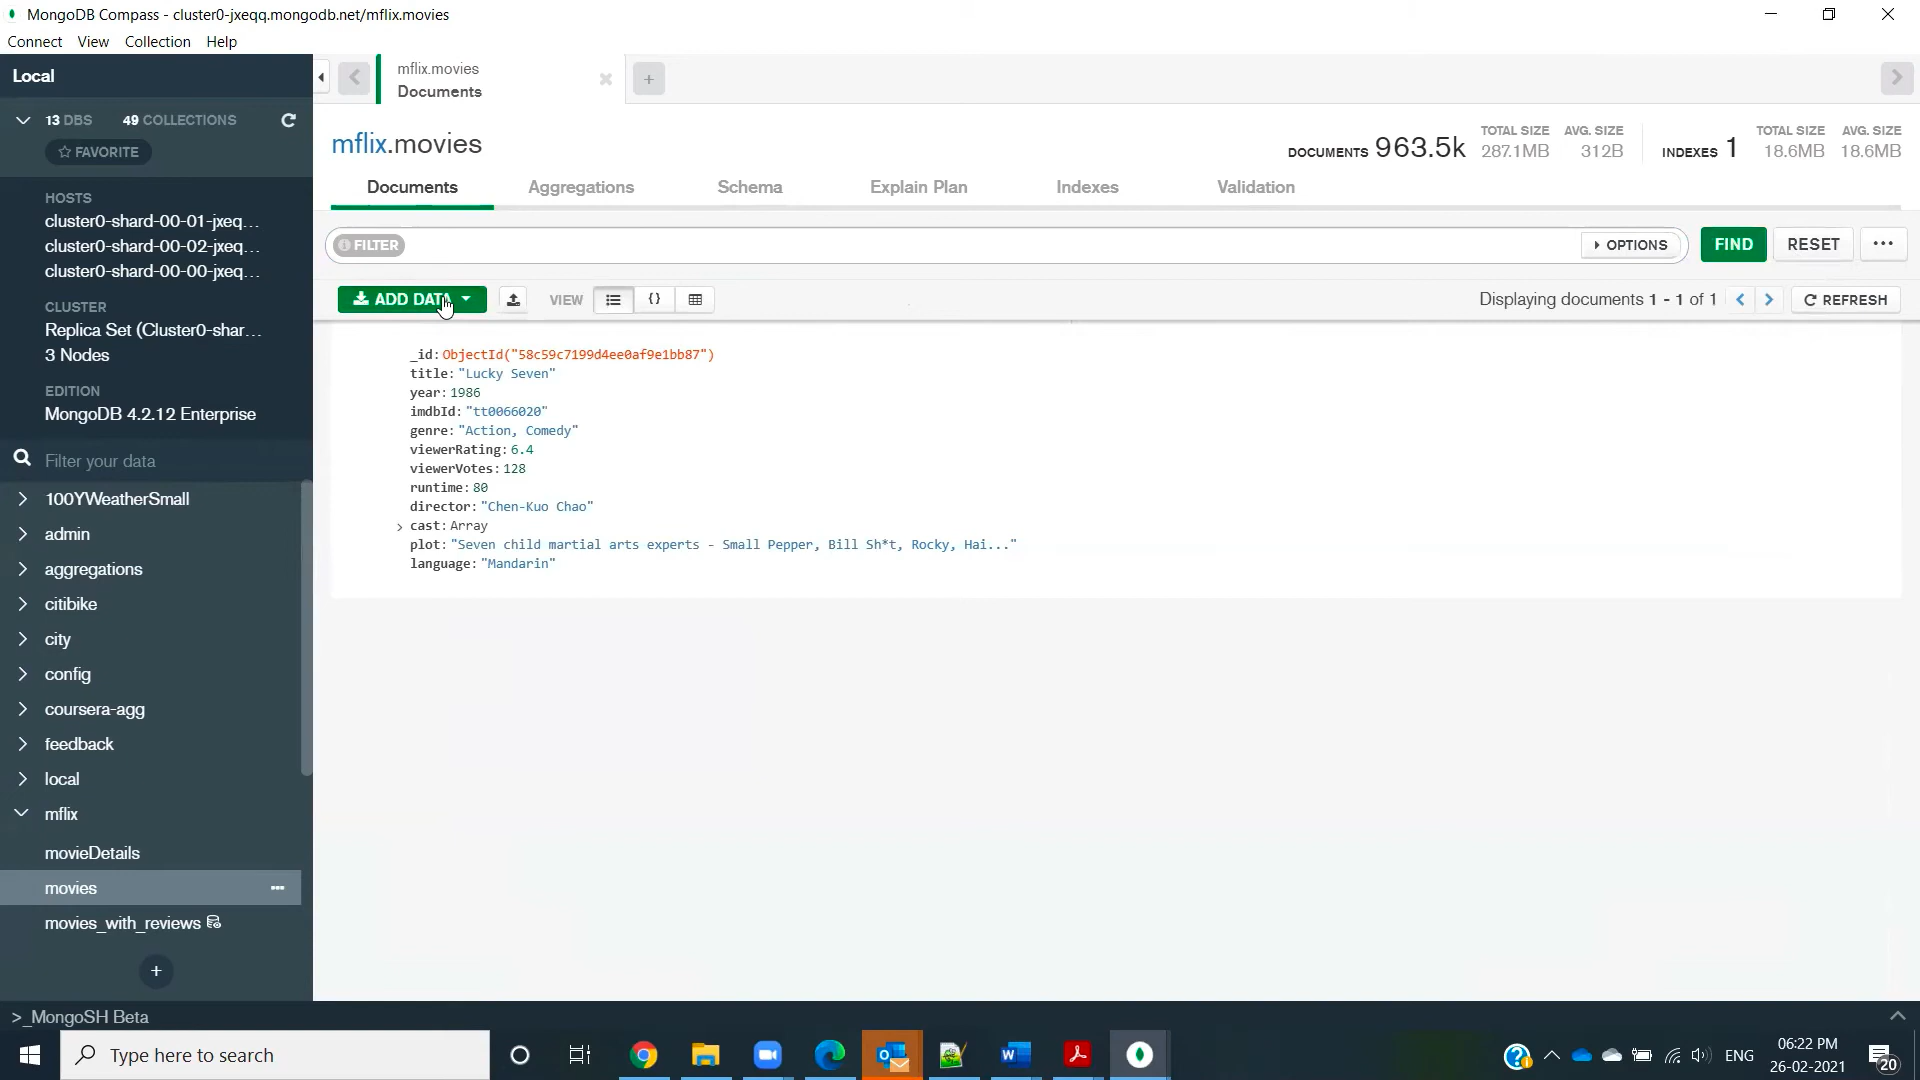 MongoDB Compass - cluster0-jxeqq.mongodb.net/mflix.movies
Connect View Collection Help
Local
13 DBS 49 COLLECTIONS
FAVORITE
HOSTS
cluster0-shard-00-01-jxeq...
cluster0-shard-00-02-jxeq...
cluster0-shard-00-00-jxeq...
CLUSTER
Replica Set (Cluster0-shar...
3 Nodes
EDITION
MongoDB 4.2.12 Enterprise
Filter your data
100YWeatherSmall
admin
aggregations
citibike
city
config
coursera-agg
feedback
local
mflix
movieDetails
movies
movies_with_reviews
mflix.movies
Documents
mflix.movies
DOCUMENTS 963.5k TOTAL SIZE 287.1MB AVG. SIZE 312B INDEXES 1 TOTAL SIZE 18.6MB AVG. SIZE 18.6MB
Documents Aggregations Schema Explain Plan Indexes Validation
FILTER OPTIONS FIND RESET
ADD DATA VIEW Displaying documents 1 - 1 of 1 REFRESH
_id: ObjectId("58c59c7199d4ee0af9e1bb87")
title: "Lucky Seven"
year: 1986
imdbId: "tt0066020"
genre: "Action, Comedy"
viewerRating: 6.4
viewerVotes: 128
runtime: 80
director: "Chen-Kuo Chao"
cast: Array
plot: "Seven child martial arts experts - Small Pepper, Bill Sh*t, Rocky, Hai..."
language: "Mandarin"
>_MongoSH Beta
Type here to search
ENG
06:22 PM
26-02-2021
20